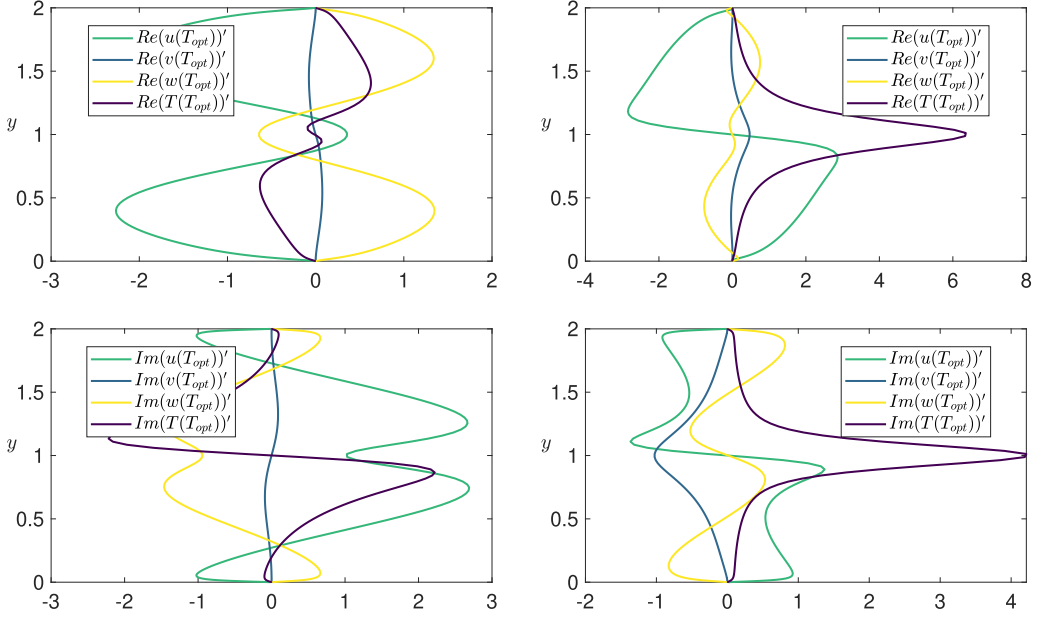 2
1.5
1
0.5
0
y
-3
-2
-1
0
1
2
Re(u(T_opt))′
Re(v(T_opt))′
Re(w(T_opt))′
Re(T(T_opt))′
2
1.5
1
0.5
0
y
-4
-2
0
2
4
6
8
Re(u(T_opt))′
Re(v(T_opt))′
Re(w(T_opt))′
Re(T(T_opt))′
2
1.5
1
0.5
0
y
-3
-2
-1
0
1
2
3
Im(u(T_opt))′
Im(v(T_opt))′
Im(w(T_opt))′
Im(T(T_opt))′
2
1.5
1
0.5
0
y
-2
-1
0
1
2
3
4
Im(u(T_opt))′
Im(v(T_opt))′
Im(w(T_opt))′
Im(T(T_opt))′